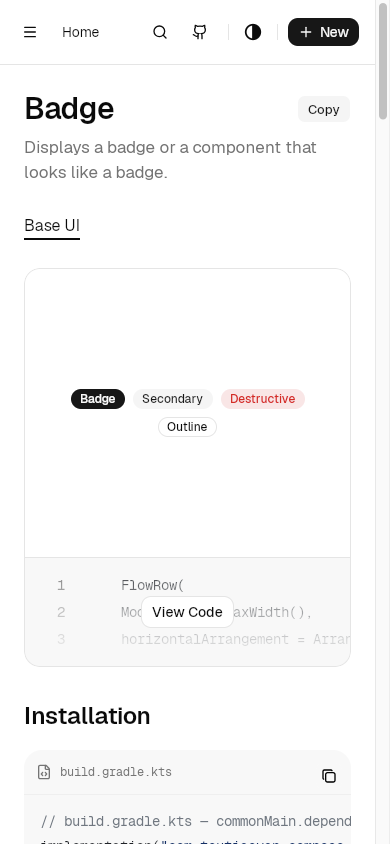 Home
New
Badge
Copy
Displays a badge or a component that
looks like a badge.
Base UI
Badge
Secondary
Destructive
Outline
1 FlowRow(
2 axWidth(),
View Code
3 horizontalArrangement = Arran
Installation
build.gradle.kts
// build.gradle.kts — commonMain.depend